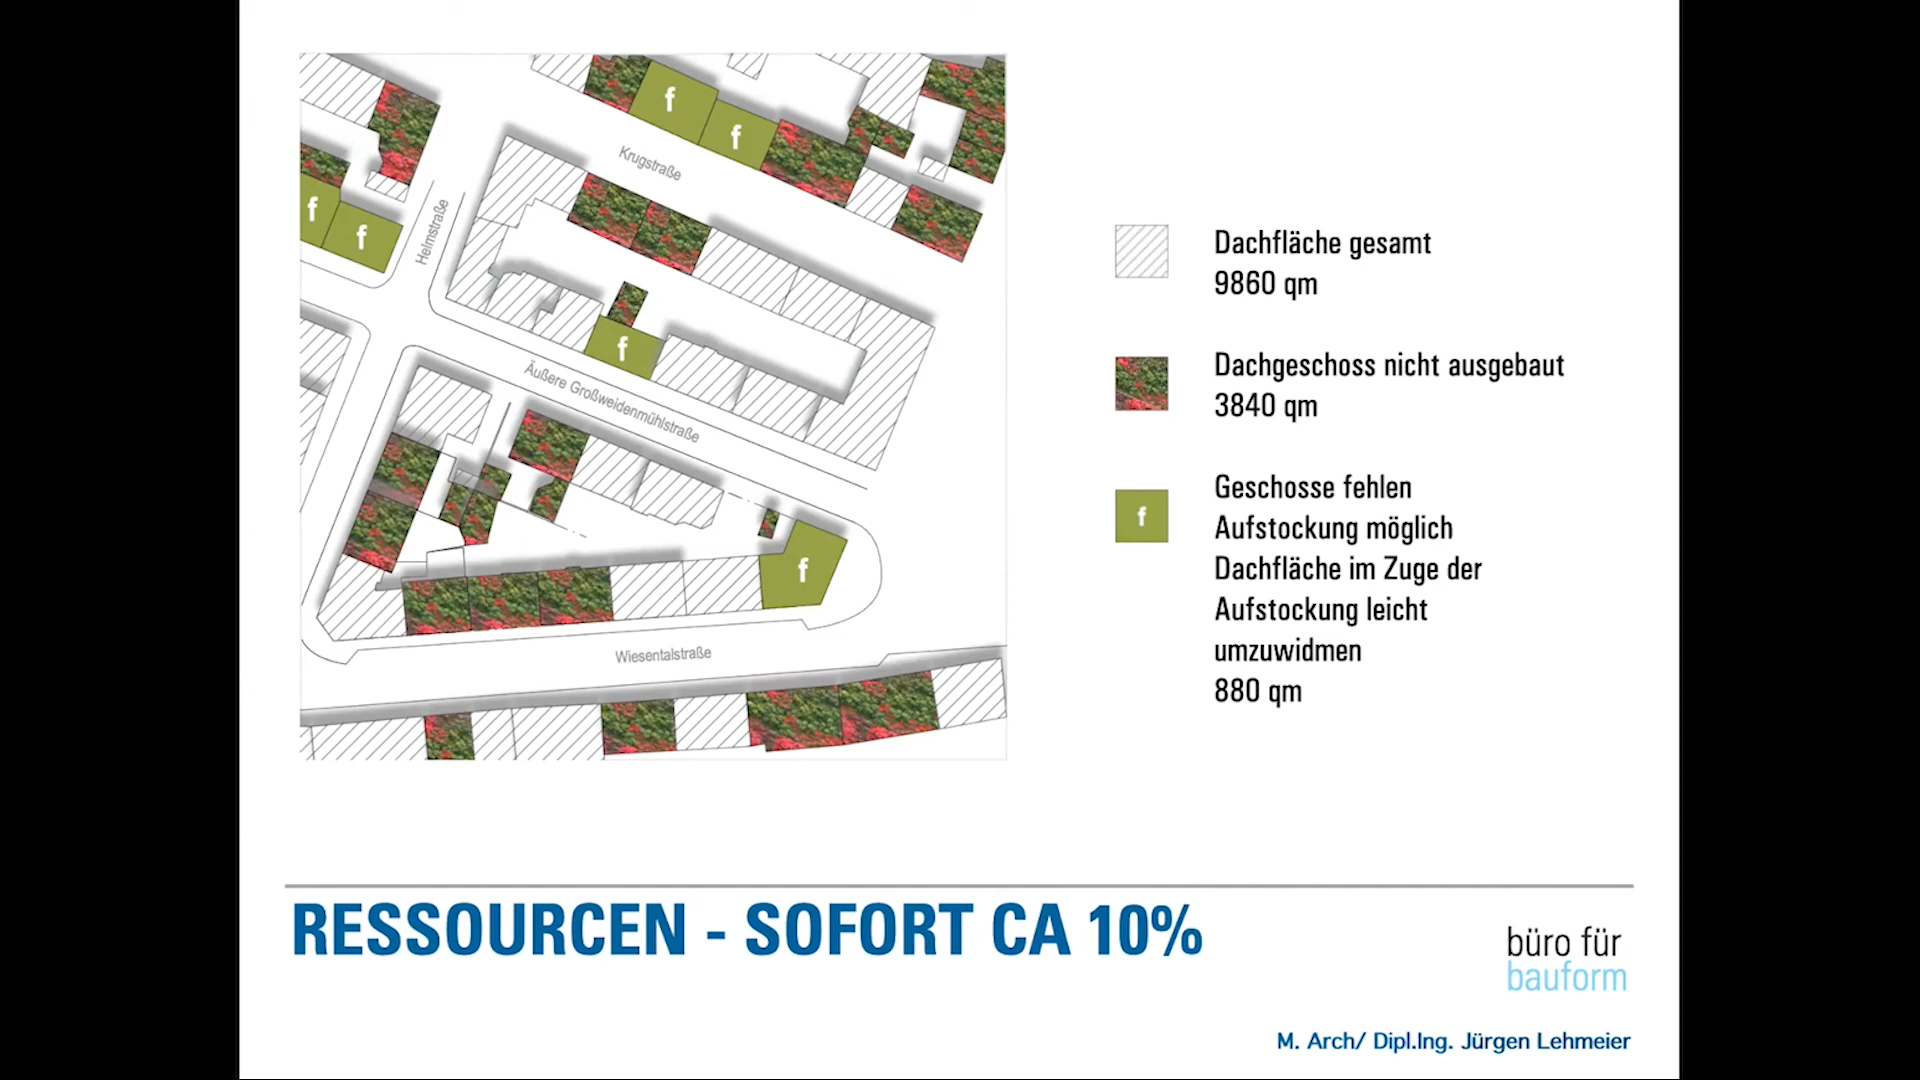 f
f
Krugstraße
f
f
Helmstraße
f
Äußere Großweidenmühlstraße
f
Wiesentalstraße
Dachfläche gesamt
9860 qm
Dachgeschoss nicht ausgebaut
3840 qm
f
Geschosse fehlen
Aufstockung möglich
Dachfläche im Zuge der
Aufstockung leicht
umzuwidmen
880 qm
RESSOURCEN - SOFORT CA 10%
büro für
bauform
M. Arch/ Dipl.Ing. Jürgen Lehmeier